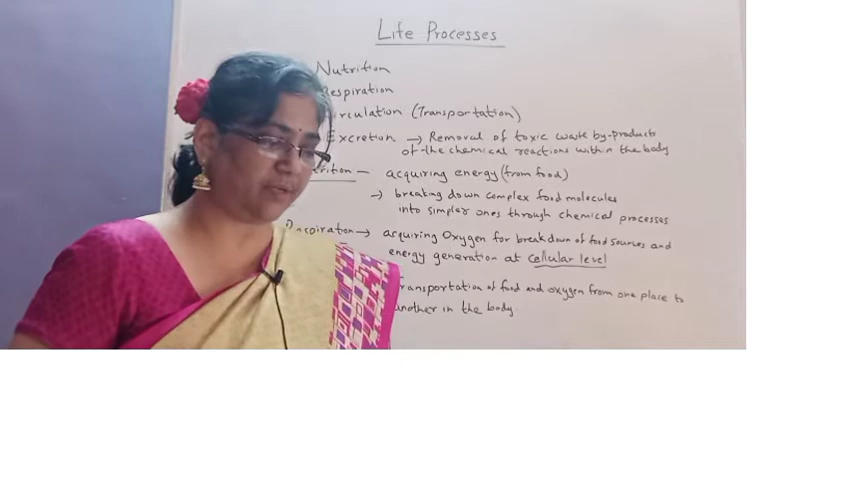 Life Processes
Nutrition
Respiration
irculation (Transportation)
Excretion → Removal of toxic waste by-products
of the chemical reactions within the body
trition – acquiring energy (from food)
→ breaking down complex food molecules
into simpler ones through chemical processes
Respiration → acquiring Oxygen for breakdown of food sources and
energy generation at cellular level
Transportation of food and oxygen from one place to
another in the body.